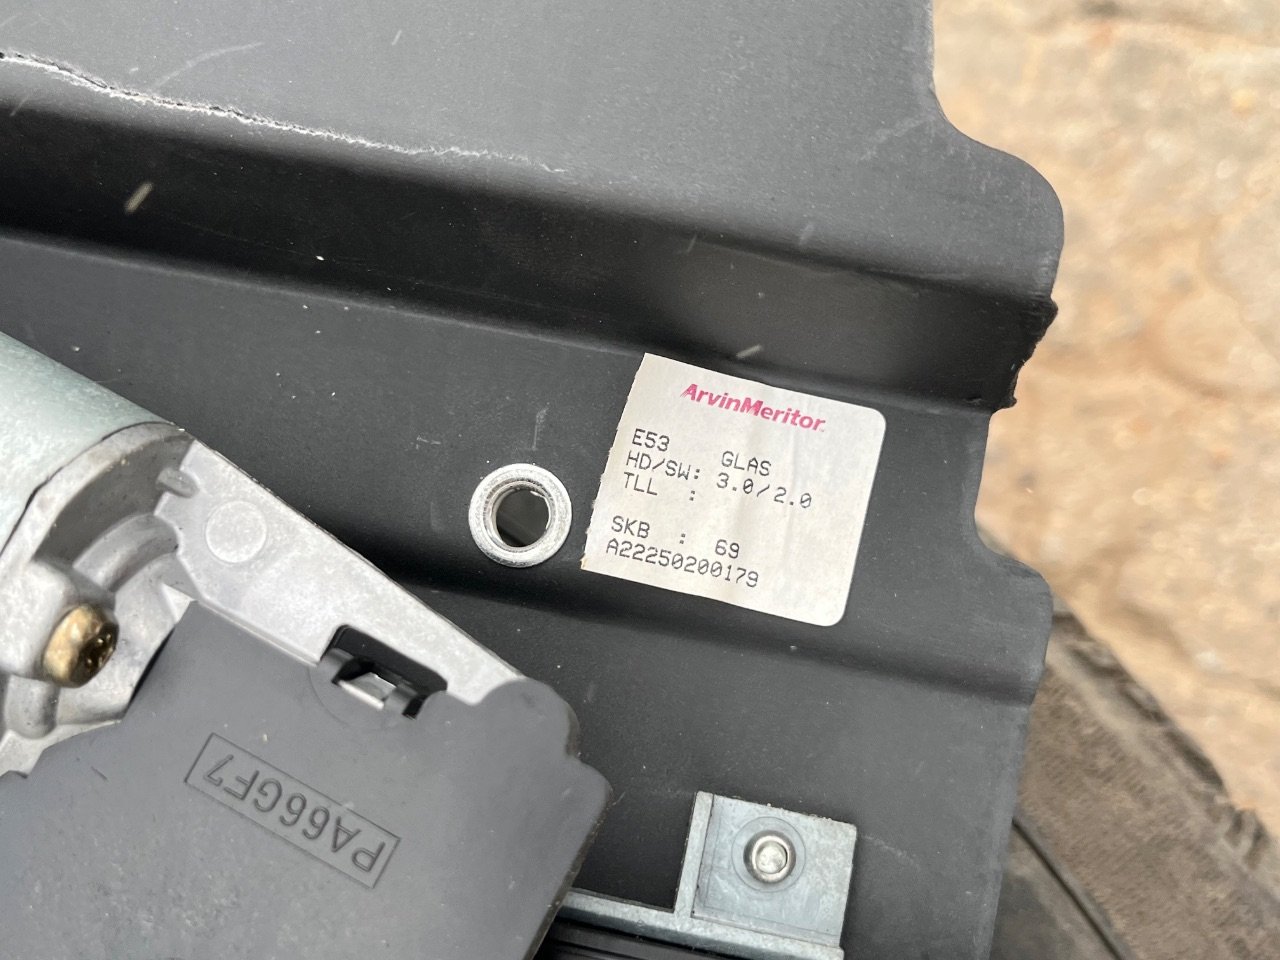 ArvinMeritor
E53 GLAS
HD/SW: 3.0/2.0
TLL :
SKB : 69
A22250200179
PA66GF7